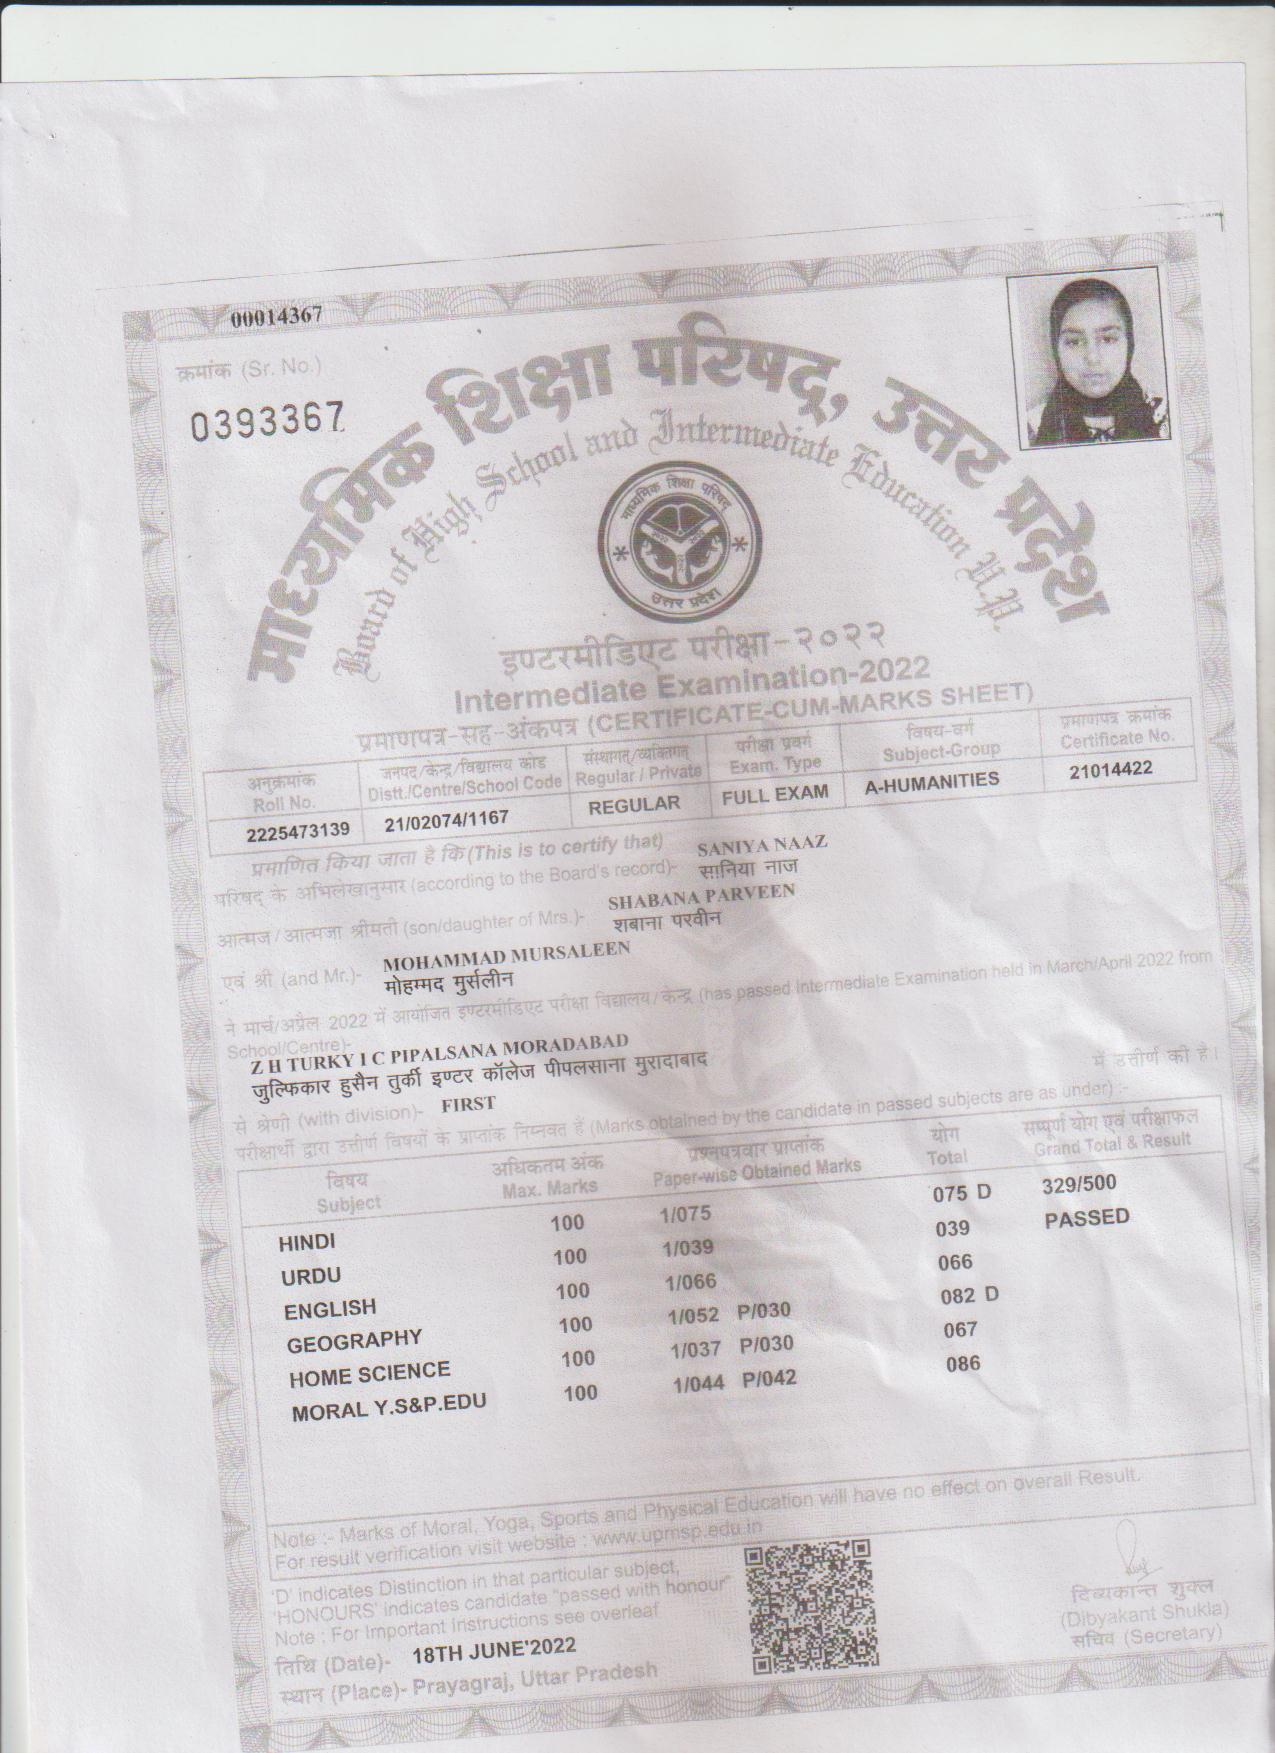 00014367
क्रमांक (Sr. No.)
0393367
माध्यमिक शिक्षा परिषद्, उत्तर प्रदेश
Board of High School and Intermediate Education U.P.
माध्यमिक शिक्षा परिषद्
उत्तर प्रदेश
इण्टरमीडिएट परीक्षा-२०२२
Intermediate Examination-2022
प्रमाणपत्र-सह-अंकपत्र (CERTIFICATE-CUM-MARKS SHEET)
अनुक्रमांक जनपद/केन्द्र/विद्यालय कोड संस्थागत्/व्यक्तिगत् परीक्षा प्रवर्ग विषय-वर्ग प्रमाणपत्र क्रमांक
Roll No. Distt./Centre/School Code Regular / Private Exam. Type Subject-Group Certificate No.
2225473139 21/02074/1167 REGULAR FULL EXAM A-HUMANITIES 21014422
प्रमाणित किया जाता है कि (This is to certify that) SANIYA NAAZ
परिषद् के अभिलेखानुसार (according to the Board's record)- सानिया नाज
SHABANA PARVEEN
आत्मज/आत्मजा श्रीमती (son/daughter of Mrs.)- शबाना परवीन
MOHAMMAD MURSALEEN
एवं श्री (and Mr.)- मोहम्मद मुर्सलीन
ने मार्च/अप्रैल 2022 में आयोजित इण्टरमीडिएट परीक्षा विद्यालय/केन्द्र (has passed Intermediate Examination held in March/April 2022 from
School/Centre)-
Z H TURKY I C PIPALSANA MORADABAD
जुल्फिकार हुसैन तुर्की इण्टर कॉलेज पीपलसाना मुरादाबाद में उत्तीर्ण की है।
से श्रेणी (with division)- FIRST
परीक्षार्थी द्वारा उत्तीर्ण विषयों के प्राप्तांक निम्नवत हैं (Marks obtained by the candidate in passed subjects are as under) :-
विषय अधिकतम अंक प्रश्नपत्रवार प्राप्तांक योग सम्पूर्ण योग एवं परीक्षाफल
Subject Max. Marks Paper-wise Obtained Marks Total Grand Total & Result
HINDI 100 1/075 075 D 329/500
URDU 100 1/039 039 PASSED
ENGLISH 100 1/066 066
GEOGRAPHY 100 1/052 P/030 082 D
HOME SCIENCE 100 1/037 P/030 067
MORAL Y.S&P.EDU 100 1/044 P/042 086
Note :- Marks of Moral, Yoga, Sports and Physical Education will have no effect on overall Result.
For result verification visit website : www.upmsp.edu.in
'D' indicates Distinction in that particular subject,
'HONOURS' indicates candidate "passed with honour"
Note : For Important Instructions see overleaf
तिथि (Date)- 18TH JUNE'2022
स्थान (Place)- Prayagraj, Uttar Pradesh
दिव्यकान्त शुक्ल
(Dibyakant Shukla)
सचिव (Secretary)